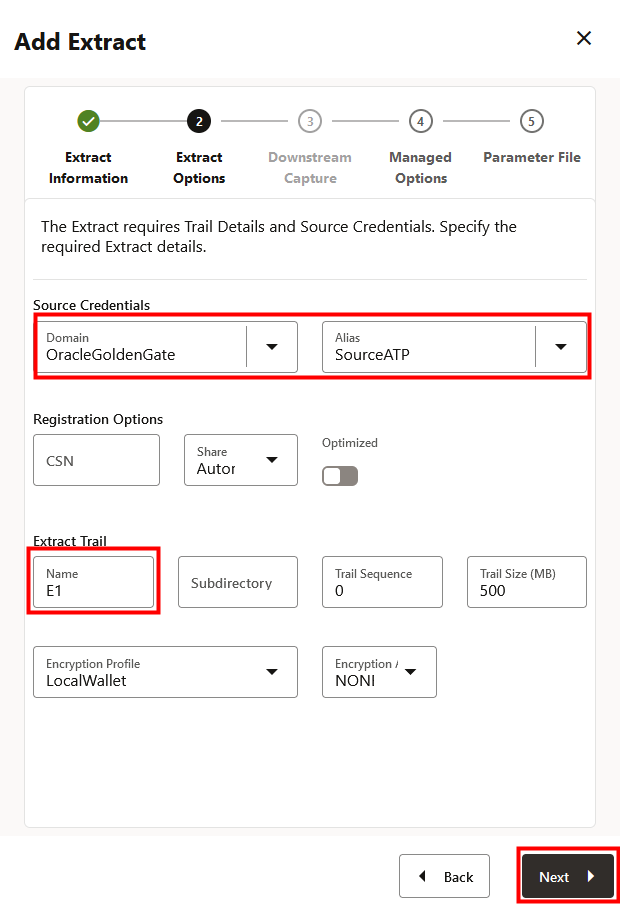 Add Extract
2
3
4
5
Extract Information
Extract Options
Downstream Capture
Managed Options
Parameter File
The Extract requires Trail Details and Source Credentials. Specify the
required Extract details.
Source Credentials
Domain
OracleGoldenGate
Alias
SourceATP
Registration Options
CSN
Share
Autor
Optimized
Extract Trail
Name
E1
Subdirectory
Trail Sequence
0
Trail Size (MB)
500
Encryption Profile
LocalWallet
Encryption
NONI
Back
Next